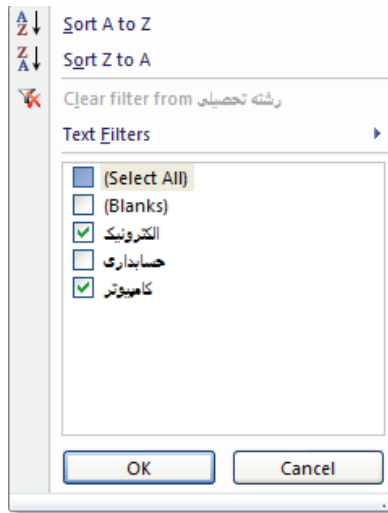 Sort A to Z
Sort Z to A
Clear filter from رشته تحصیلی
Text Filters
(Select All)
(Blanks)
الکترونیک
حسابداری
کامپیوتر
OK
Cancel